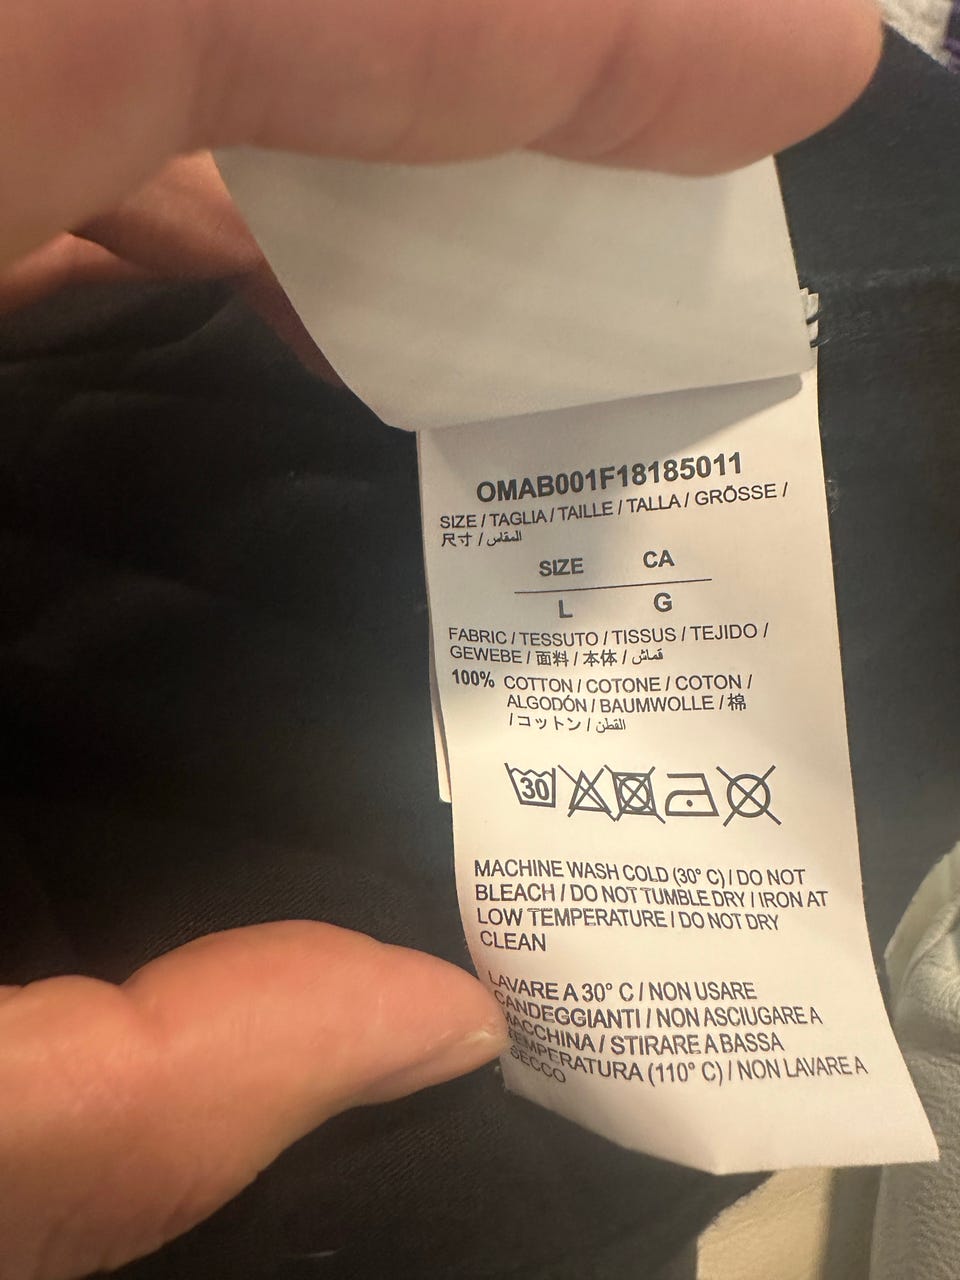 OMAB001F18185011
SIZE / TAGLIA / TAILLE / TALLA / GRÖSSE /
尺寸 / المقاس
SIZE CA
L G
FABRIC / TESSUTO / TISSUS / TEJIDO /
GEWEBE / 面料 / 本体 / قماش
100% COTTON / COTONE / COTON /
ALGODÓN / BAUMWOLLE / 棉
/ コットン / القطن
30
MACHINE WASH COLD (30° C) / DO NOT
BLEACH / DO NOT TUMBLE DRY / IRON AT
LOW TEMPERATURE / DO NOT DRY
CLEAN
LAVARE A 30° C / NON USARE
CANDEGGIANTI / NON ASCIUGARE A
MACCHINA / STIRARE A BASSA
TEMPERATURA (110° C) / NON LAVARE A
SECCO